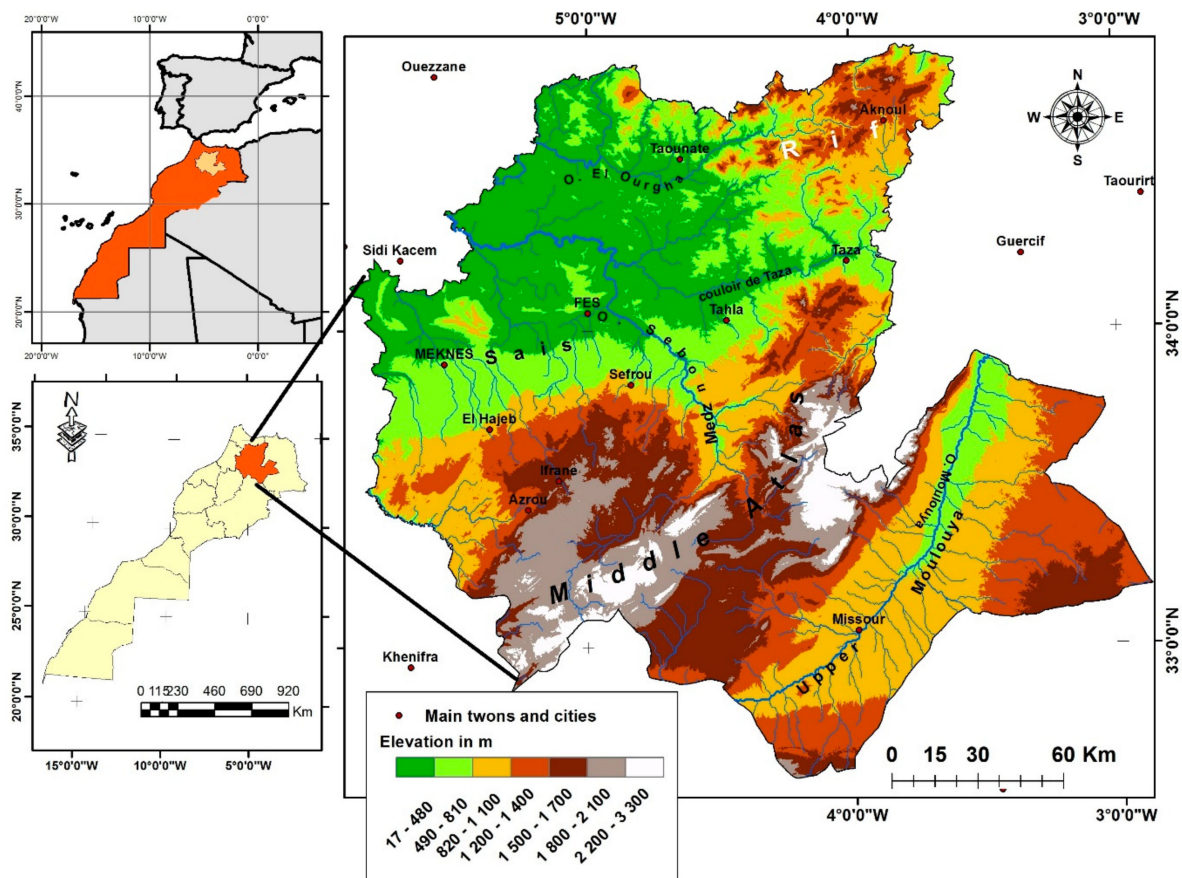 20°0'0"W 10°0'0"W 0°0'0"
40°0'0"N
30°0'0"N
20°0'0"N
20°0'0"W 10°0'0"W 0°0'0"
N
35°0'0"N
30°0'0"N
25°0'0"N
20°0'0"N
0 115230 460 690 920
Km
15°0'0"W 10°0'0"W 5°0'0"W
5°0'0"W 4°0'0"W 3°0'0"W
N
W E
S
Ouezzane
Aknoul
Rif
Taounate
O. El Ourgha
Taourirt
Guercif
Sidi Kacem
Taza
couloir de Taza
FES
Tahla
O. Sebou
34°0'0"N
MEKNES
Sais
Sefrou
Medz
El Hajeb
Ifrane
Azrou
Middle Atlas
O. Moulouya
Upper Moulouya
Missour
33°0'0"N
Khenifra
Main twons and cities
Elevation in m
17 - 480
490 - 810
820 - 1 100
1 200 - 1 400
1 500 - 1 700
1 800 - 2 100
2 200 - 3 300
0 15 30 60 Km
4°0'0"W 3°0'0"W